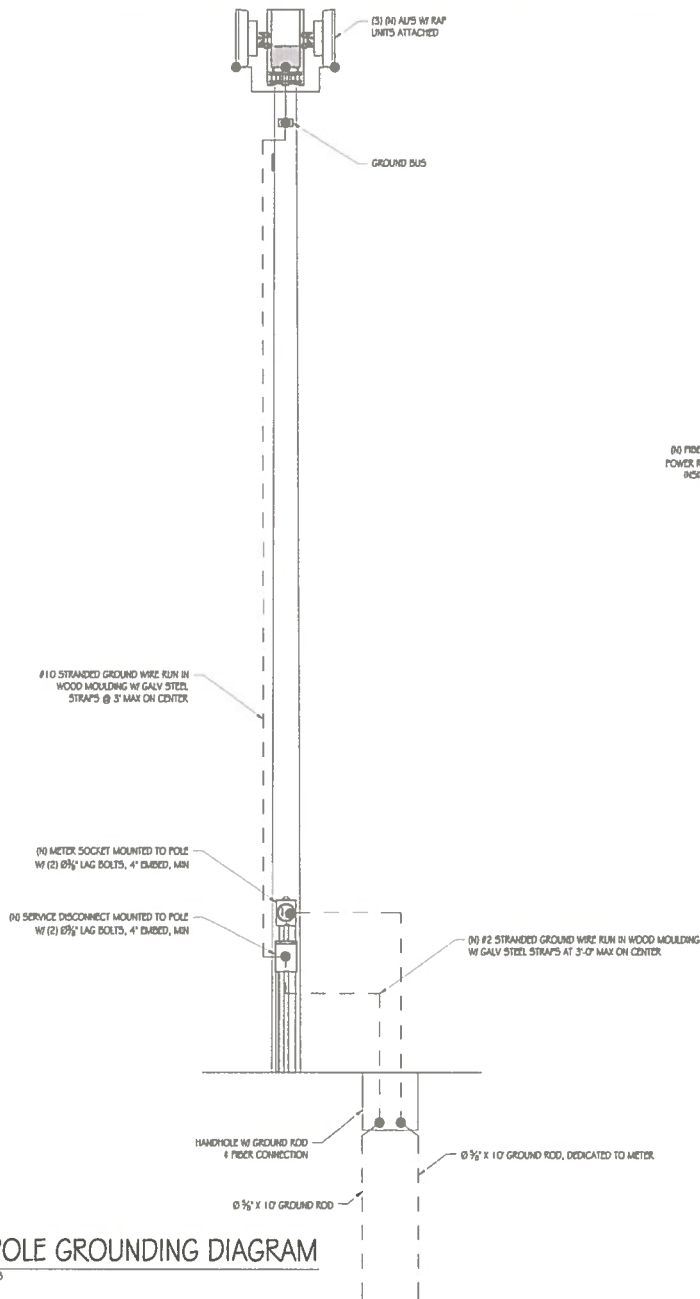 (3) (N) ALPS W/ RAP
UNITS ATTACHED
GROUND BUS
(N)
POWER
#10 STRANDED GROUND WIRE RUN IN
WOOD MOULDING W/ GALV STEEL
STRAPS @ 3' MAX ON CENTER
(N) METER SOCKET MOUNTED TO POLE
W/ (2) Ø⅜" LAG BOLTS, 4" EMBED, MIN
(N) SERVICE DISCONNECT MOUNTED TO POLE
W/ (2) Ø⅜" LAG BOLTS, 4" EMBED, MIN
(N) #2 STRANDED GROUND WIRE RUN IN WOOD MOULDING
W/ GALV STEEL STRAPS AT 3'-0" MAX ON CENTER
HANDHOLE W/ GROUND ROD
& FIBER CONNECTION
Ø ⅝" X 10' GROUND ROD, DEDICATED TO METER
Ø ⅝" X 10' GROUND ROD
POLE GROUNDING DIAGRAM